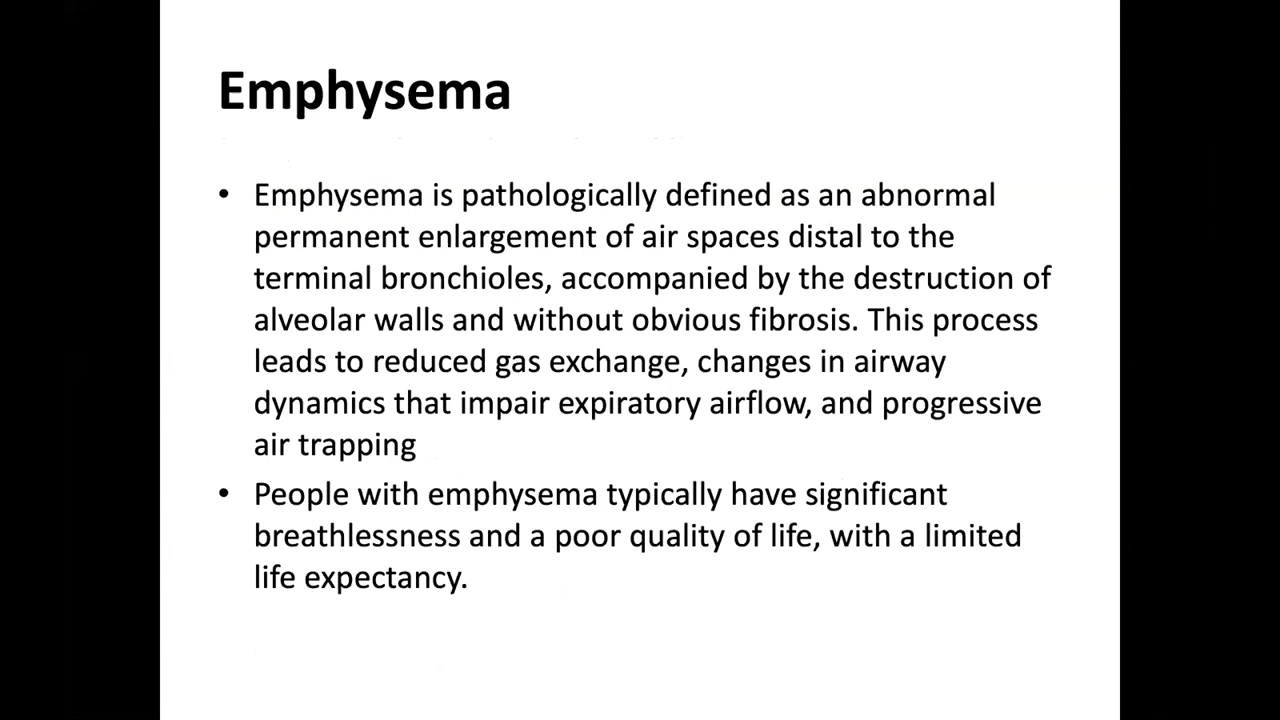 Emphysema
• Emphysema is pathologically defined as an abnormal
permanent enlargement of air spaces distal to the
terminal bronchioles, accompanied by the destruction of
alveolar walls and without obvious fibrosis. This process
leads to reduced gas exchange, changes in airway
dynamics that impair expiratory airflow, and progressive
air trapping
• People with emphysema typically have significant
breathlessness and a poor quality of life, with a limited
life expectancy.